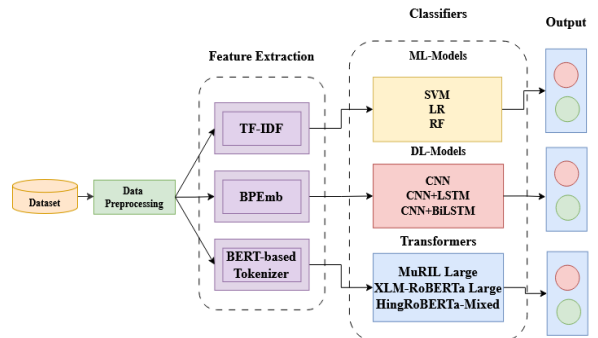 Classifiers
Output
Feature Extraction
ML-Models
SVM
LR
RF
TF-IDF
DL-Models
Dataset
Data
Preprocessing
BPEmb
CNN
CNN+LSTM
CNN+BiLSTM
Transformers
BERT-based
Tokenizer
MuRIL Large
XLM-RoBERTa Large
HingRoBERTa-Mixed